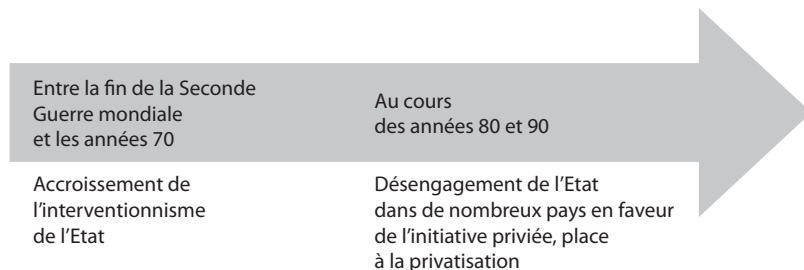 Entre la fin de la Seconde
Guerre mondiale
et les années 70
Au cours
des années 80 et 90
Accroissement de
l'interventionnisme
de l'Etat
Désengagement de l'Etat
dans de nombreux pays en faveur
de l'initiative priviée, place
à la privatisation